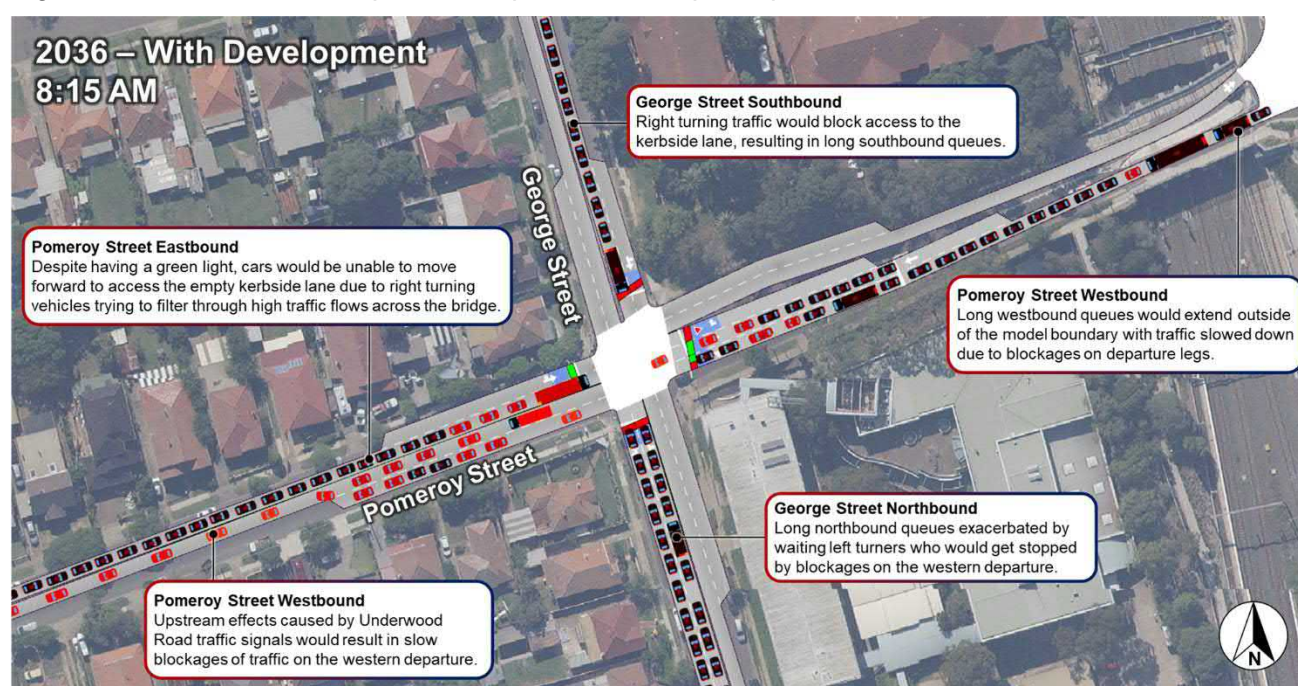 2036 – With Development
8:15 AM
George Street Southbound
Right turning traffic would block access to the
kerbside lane, resulting in long southbound queues.
George Street
Pomeroy Street Eastbound
Despite having a green light, cars would be unable to move
forward to access the empty kerbside lane due to right turning
vehicles trying to filter through high traffic flows across the bridge.
Pomeroy Street Westbound
Long westbound queues would extend outside
of the model boundary with traffic slowed down
due to blockages on departure legs.
Pomeroy Street
George Street Northbound
Long northbound queues exacerbated by
waiting left turners who would get stopped
by blockages on the western departure.
Pomeroy Street Westbound
Upstream effects caused by Underwood
Road traffic signals would result in slow
blockages of traffic on the western departure.
N